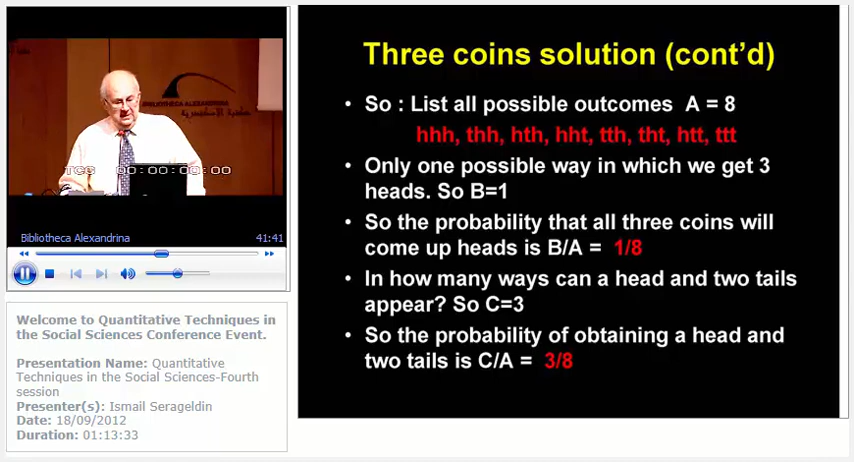 BIBLIOTHECA ALEXANDRINA
مكتبة الإسكندرية
TCG 00:00:00:00
Bibliotheca Alexandrina 41:41
Welcome to Quantitative Techniques in
the Social Sciences Conference Event.
Presentation Name: Quantitative
Techniques in the Social Sciences-Fourth
session
Presenter(s): Ismail Serageldin
Date: 18/09/2012
Duration: 01:13:33
Three coins solution (cont’d)
• So : List all possible outcomes A = 8
hhh, thh, hth, hht, tth, tht, htt, ttt
• Only one possible way in which we get 3
heads. So B=1
• So the probability that all three coins will
come up heads is B/A = 1/8
• In how many ways can a head and two tails
appear? So C=3
• So the probability of obtaining a head and
two tails is C/A = 3/8